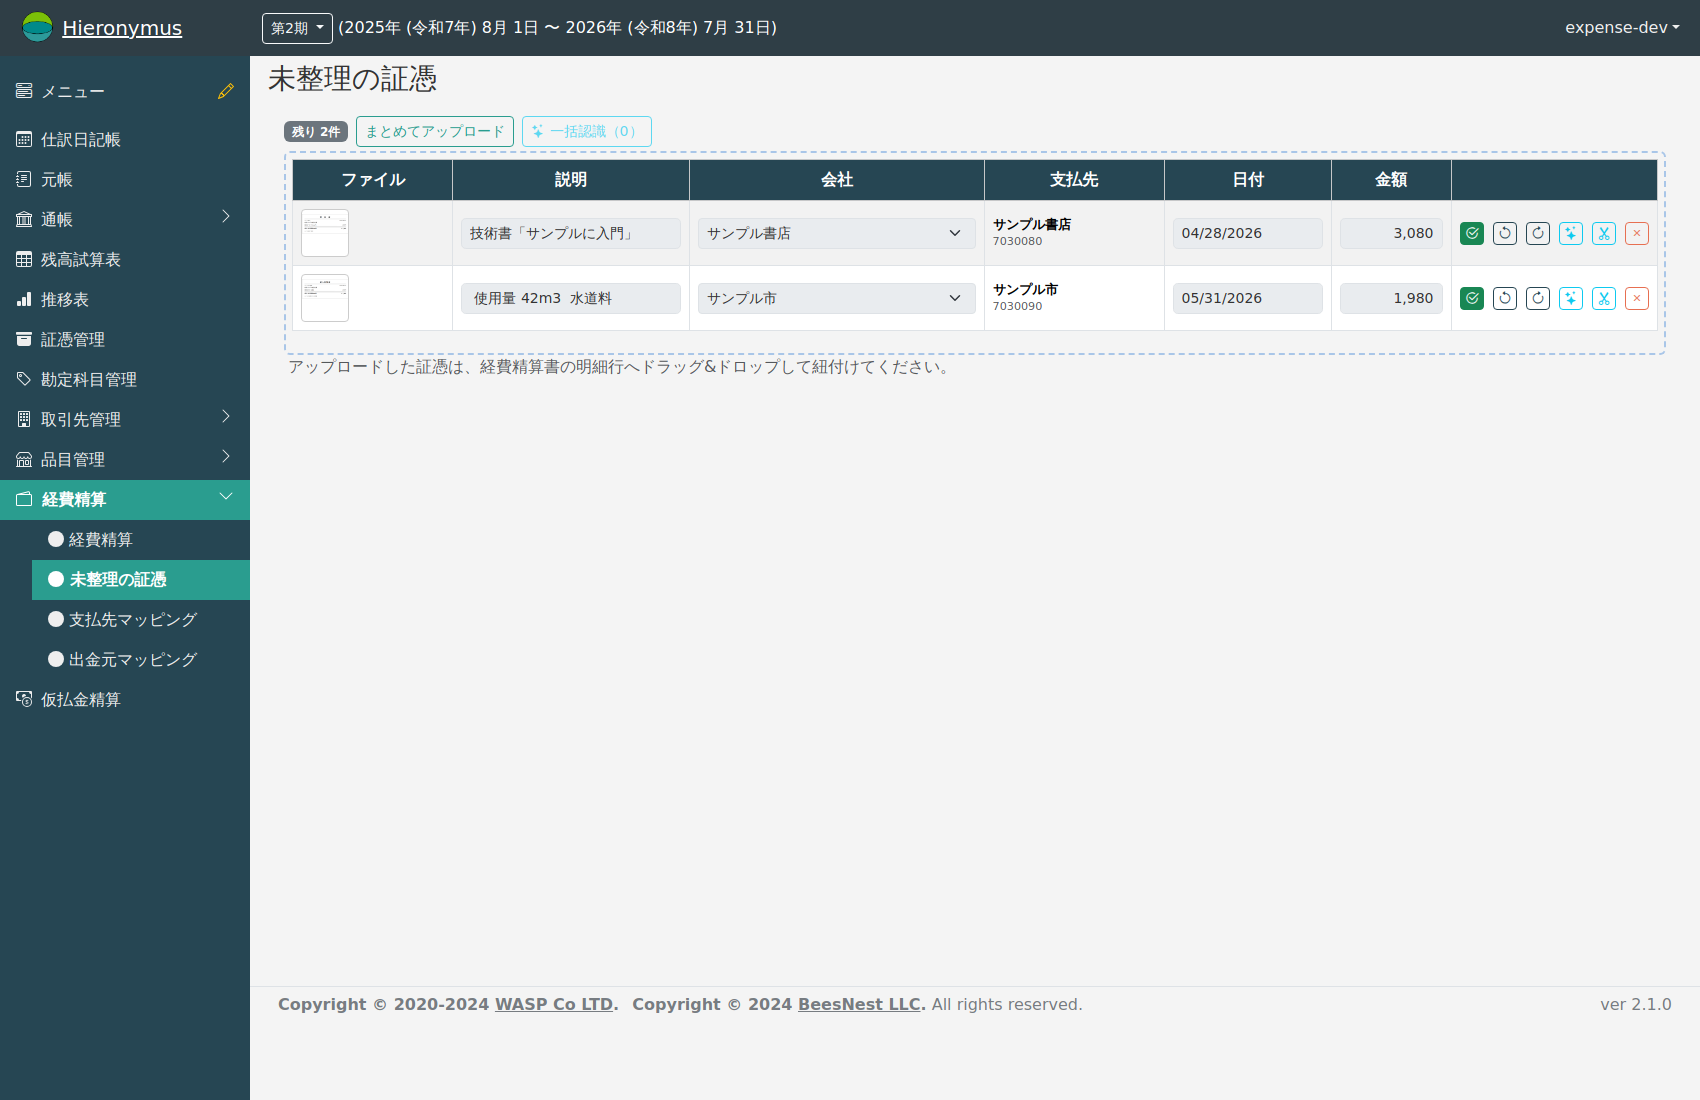 Hieronymus
第2期 (2025年 (令和7年) 8月 1日 〜 2026年 (令和8年) 7月 31日)
expense-dev
メニュー
仕訳日記帳
元帳
通帳
残高試算表
推移表
証憑管理
勘定科目管理
取引先管理
品目管理
経費精算
経費精算
未整理の証憑
支払先マッピング
出金元マッピング
仮払金精算
未整理の証憑
残り 2件 まとめてアップロード 一括認識（0）
ファイル 説明 会社 支払先 日付 金額
技術書「サンプルに入門」 サンプル書店 サンプル書店 7030080 04/28/2026 3,080
使用量 42m3 水道料 サンプル市 サンプル市 7030090 05/31/2026 1,980
アップロードした証憑は、経費精算書の明細行へドラッグ&ドロップして紐付けてください。
Copyright © 2020-2024 WASP Co LTD. Copyright © 2024 BeesNest LLC. All rights reserved.
ver 2.1.0